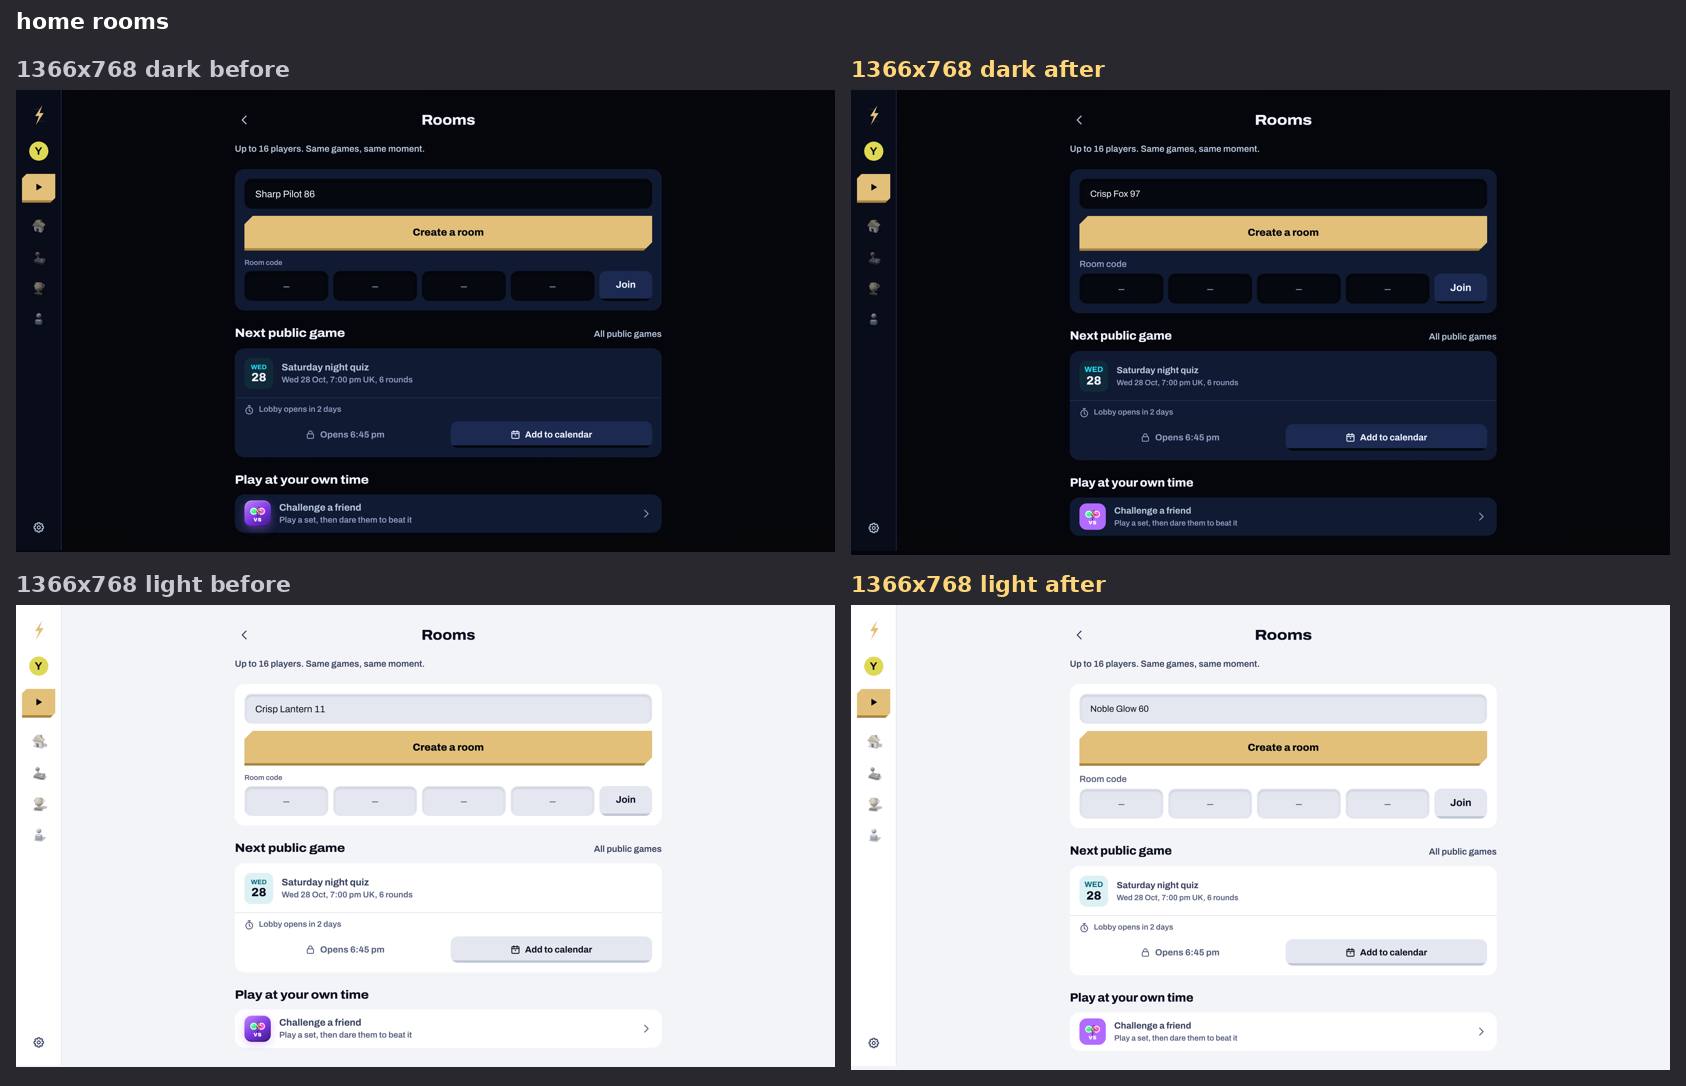 home rooms
1366x768 dark before
Y
Rooms
Up to 16 players. Same games, same moment.
Sharp Pilot 86
Create a room
Room code
– – – – Join
Next public game All public games
WED
28
Saturday night quiz
Wed 28 Oct, 7:00 pm UK, 6 rounds
Lobby opens in 2 days
Opens 6:45 pm Add to calendar
Play at your own time
VS
Challenge a friend
Play a set, then dare them to beat it
1366x768 dark after
Y
Rooms
Up to 16 players. Same games, same moment.
Crisp Fox 97
Create a room
Room code
– – – – Join
Next public game All public games
WED
28
Saturday night quiz
Wed 28 Oct, 7:00 pm UK, 6 rounds
Lobby opens in 2 days
Opens 6:45 pm Add to calendar
Play at your own time
VS
Challenge a friend
Play a set, then dare them to beat it
1366x768 light before
Y
Rooms
Up to 16 players. Same games, same moment.
Crisp Lantern 11
Create a room
Room code
– – – – Join
Next public game All public games
WED
28
Saturday night quiz
Wed 28 Oct, 7:00 pm UK, 6 rounds
Lobby opens in 2 days
Opens 6:45 pm Add to calendar
Play at your own time
VS
Challenge a friend
Play a set, then dare them to beat it
1366x768 light after
Y
Rooms
Up to 16 players. Same games, same moment.
Noble Glow 60
Create a room
Room code
– – – – Join
Next public game All public games
WED
28
Saturday night quiz
Wed 28 Oct, 7:00 pm UK, 6 rounds
Lobby opens in 2 days
Opens 6:45 pm Add to calendar
Play at your own time
VS
Challenge a friend
Play a set, then dare them to beat it